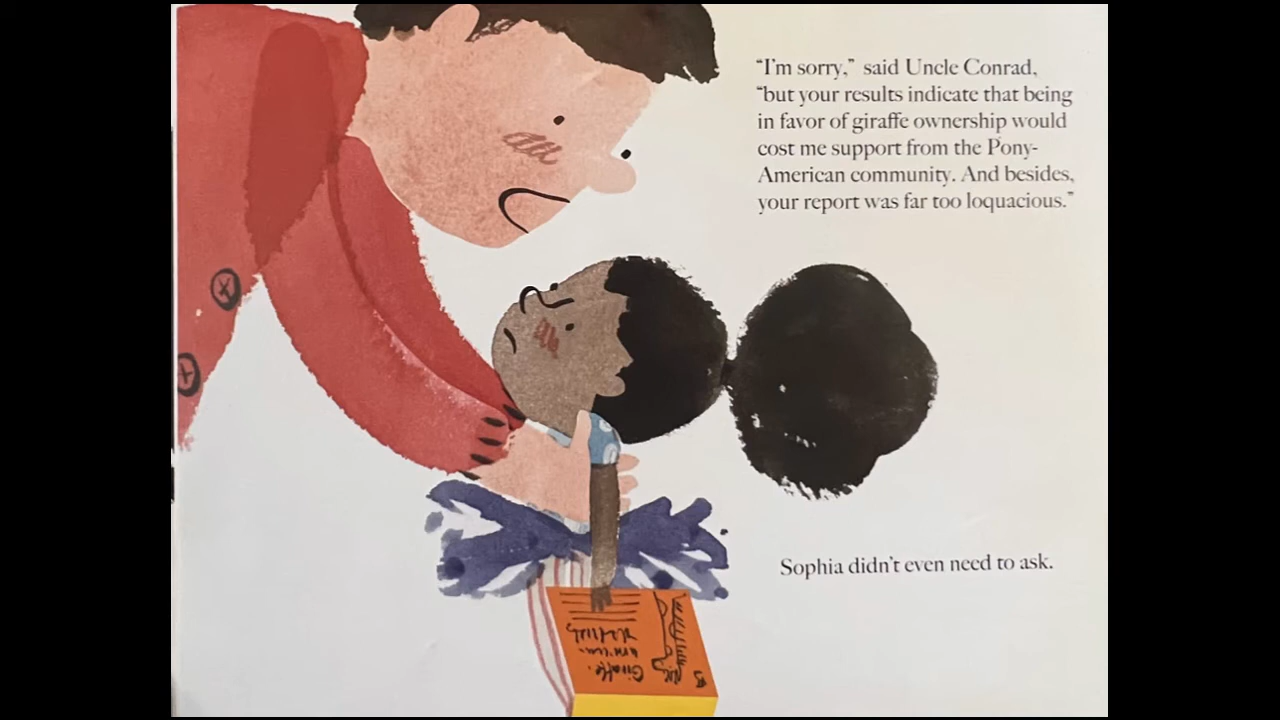 “I'm sorry,” said Uncle Conrad,
“but your results indicate that being
in favor of giraffe ownership would
cost me support from the Pony-
American community. And besides,
your report was far too loquacious.”
Sophia didn't even need to ask.
Giraffe.